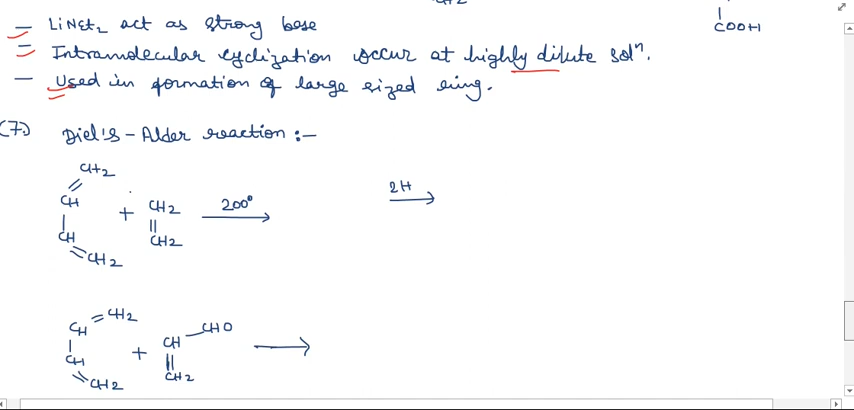 CH2
COOH
- LiNEt2 act as strong base
- Intramolecular cyclization occur at highly dilute solⁿ.
- Used in formation of large sized ring.
(7.) Diel's-Alder reaction :-
CH2
CH
CH
CH2
+
CH2
CH2
200°
2H
CH
CH2
CH
CH2
+
CH
CHO
CH2